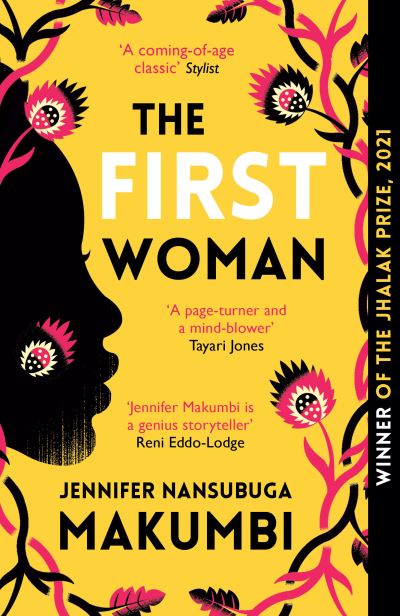 ‘A coming-of-age
classic’ Stylist
THE
FIRST
WOMAN
‘A page-turner and
a mind-blower’
Tayari Jones
‘Jennifer Makumbi is
a genius storyteller’
Reni Eddo-Lodge
JENNIFER NANSUBUGA
MAKUMBI
WINNER OF THE JHALAK PRIZE, 2021